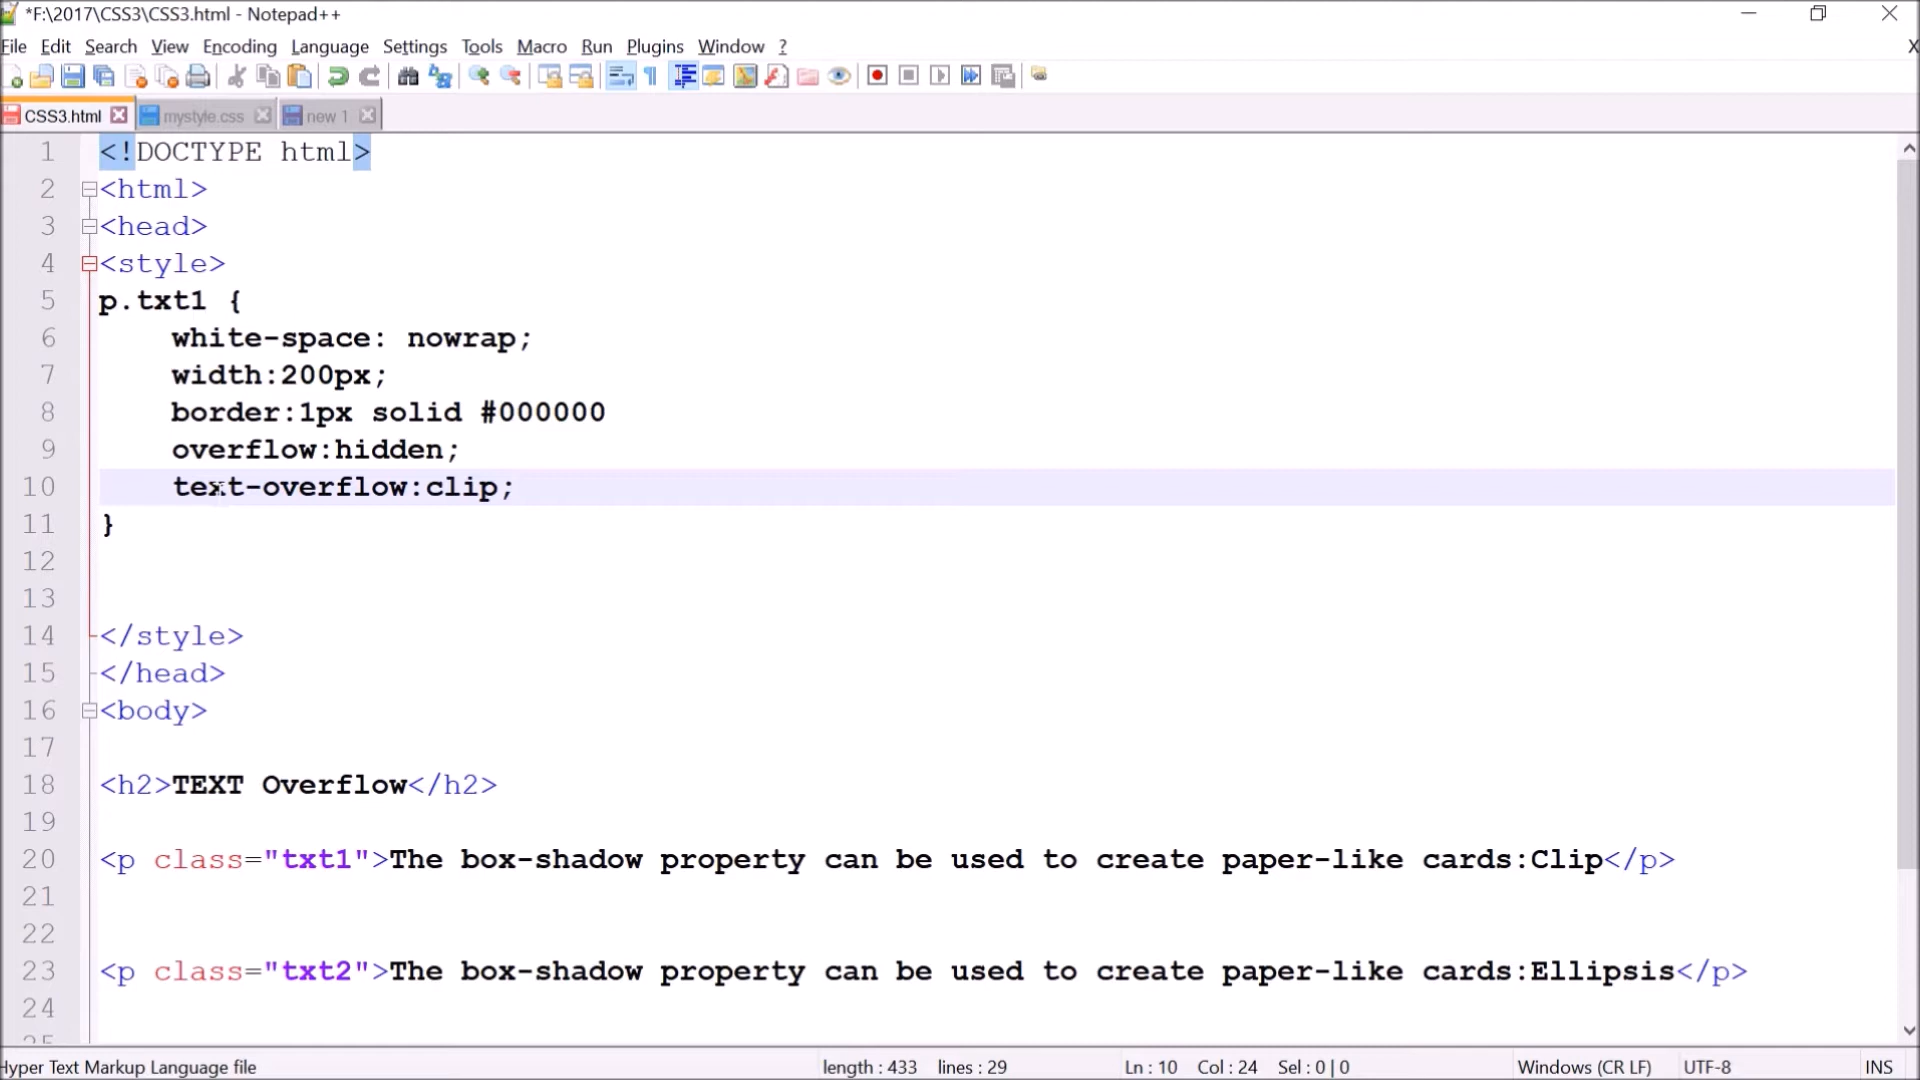 *F:\2017\CSS3\CSS3.html - Notepad++
File Edit Search View Encoding Language Settings Tools Macro Run Plugins Window ? X
CSS3.html mystyle.css new 1
1 <!DOCTYPE html>
2 <html>
3 <head>
4 <style>
5 p.txt1 {
6 white-space: nowrap;
7 width:200px;
8 border:1px solid #000000
9 overflow:hidden;
10 text-overflow:clip;
11 }
12
13
14 </style>
15 </head>
16 <body>
17
18 <h2>TEXT Overflow</h2>
19
20 <p class="txt1">The box-shadow property can be used to create paper-like cards:Clip</p>
21
22
23 <p class="txt2">The box-shadow property can be used to create paper-like cards:Ellipsis</p>
24
25
Hyper Text Markup Language file length : 433 lines : 29 Ln : 10 Col : 24 Sel : 0 | 0 Windows (CR LF) UTF-8 INS